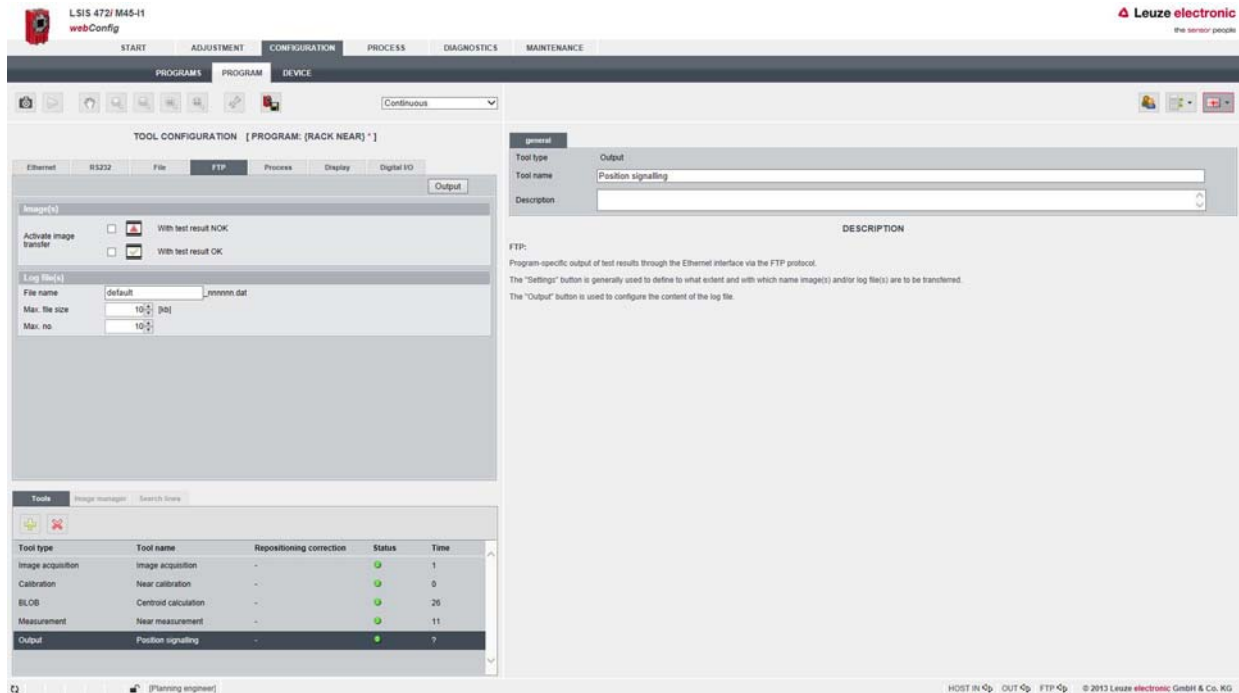 LSIS 472i M45-I1
webConfig
Leuze electronic
the sensor people
START ADJUSTMENT CONFIGURATION PROCESS DIAGNOSTICS MAINTENANCE
PROGRAMS PROGRAM DEVICE
Continuous
TOOL CONFIGURATION [ PROGRAM: {RACK NEAR} * ]
Ethernet RS232 File FTP Process Display Digital I/O
Output
Image(s)
Activate image transfer
With test result NOK
With test result OK
Log file(s)
File name default _nnnnnn.dat
Max. file size 10 [kb]
Max. no. 10
Tools Image manager Search lines
Tool type Tool name Repositioning correction Status Time
Image acquisition Image acquisition - 1
Calibration Near calibration - 0
BLOB Centroid calculation - 26
Measurement Near measurement - 11
Output Position signalling - ?
general
Tool type Output
Tool name Position signalling
Description
DESCRIPTION
FTP:
Program-specific output of test results through the Ethernet interface via the FTP protocol.
The "Settings" button is generally used to define to what extent and with which name image(s) and/or log file(s) are to be transferred.
The "Output" button is used to configure the content of the log file.
[Planning engineer]
HOST IN OUT FTP © 2013 Leuze electronic GmbH & Co. KG